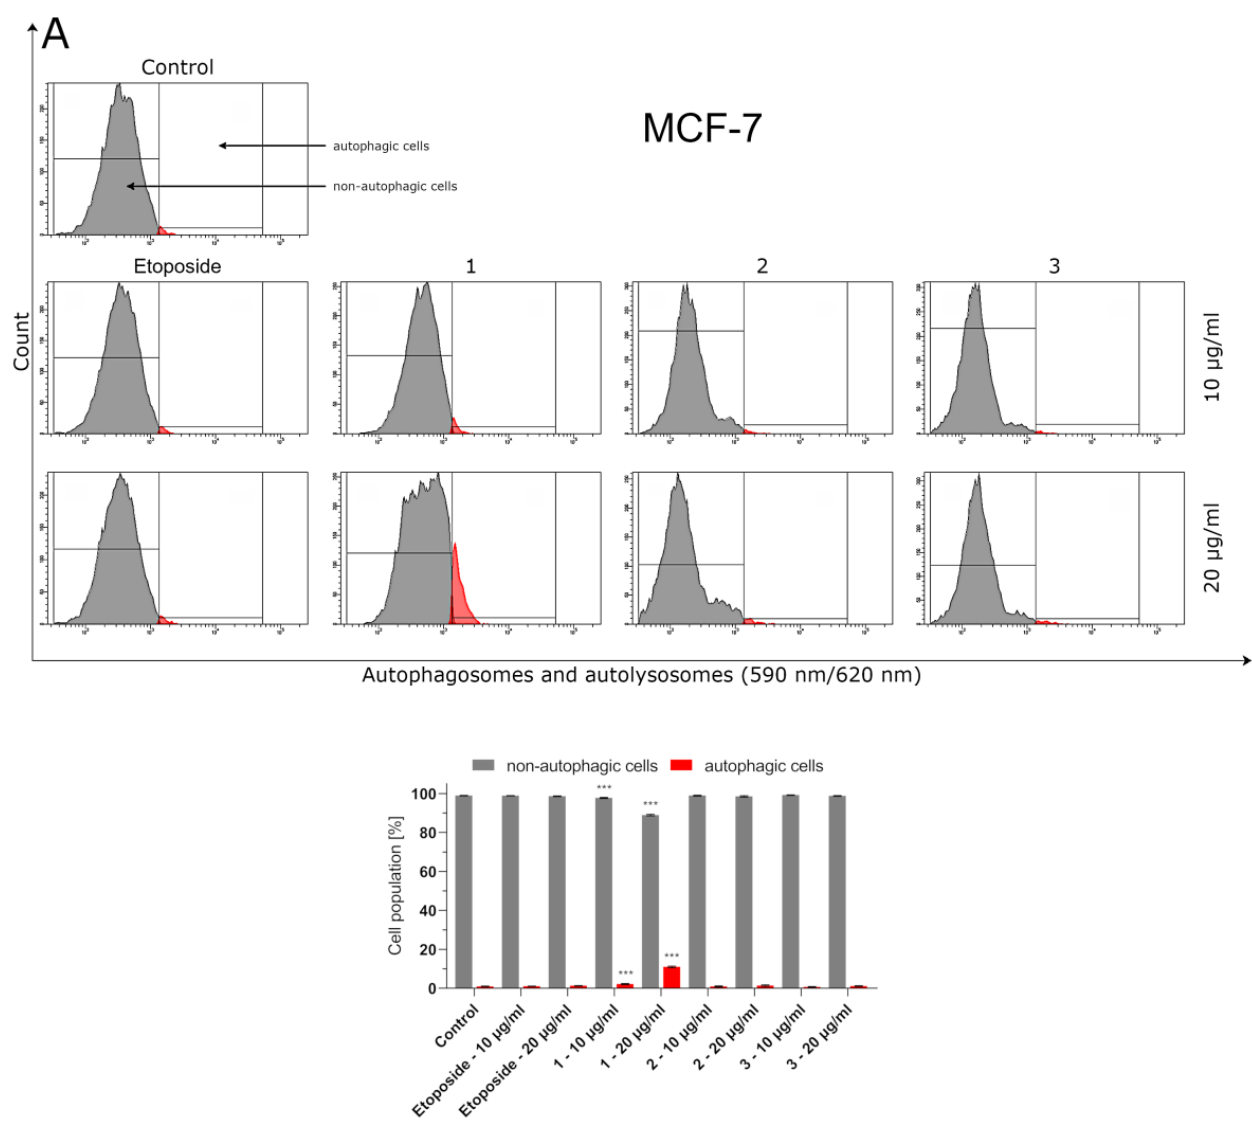 A
Control
MCF-7
autophagic cells
non-autophagic cells
Etoposide
1
2
3
Count
10 µg/ml
20 µg/ml
Autophagosomes and autolysosomes (590 nm/620 nm)
non-autophagic cells
autophagic cells
Cell population [%]
100
80
60
40
20
0
***
***
***
***
Control
Etoposide - 10 µg/ml
Etoposide - 20 µg/ml
1 - 10 µg/ml
1 - 20 µg/ml
2 - 10 µg/ml
2 - 20 µg/ml
3 - 10 µg/ml
3 - 20 µg/ml